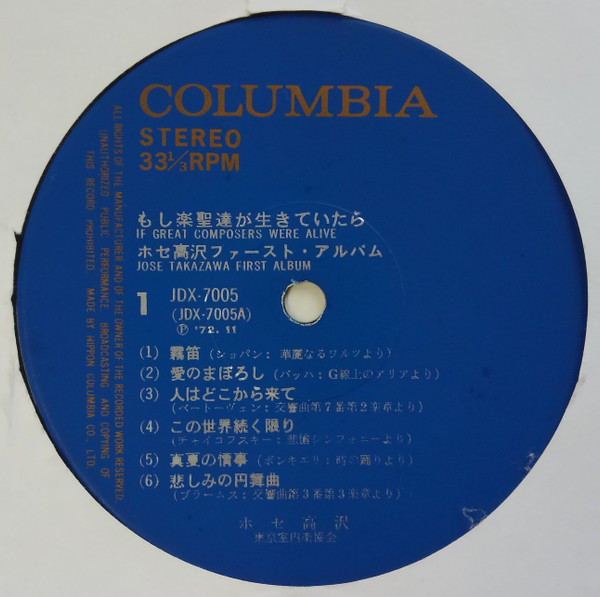 COLUMBIA
STEREO
33⅓RPM
ALL RIGHTS OF THE MANUFACTURER AND OF THE OWNER OF THE RECORDED WORK RESERVED.
UNAUTHORIZED PUBLIC PERFORMANCE, BROADCASTING AND COPYING OF
THIS RECORD PROHIBITED. MADE BY NIPPON COLUMBIA CO., LTD.
もし楽聖達が生きていたら
IF GREAT COMPOSERS WERE ALIVE
ホセ高沢ファースト・アルバム
JOSE TAKAZAWA FIRST ALBUM
1 JDX-7005
(JDX-7005A)
Ⓟ '72. 11
(1) 霧笛 (ショパン: 華麗なるワルツより)
(2) 愛のまぼろし (バッハ: G線上のアリアより)
(3) 人はどこから来て
(ベートーヴェン: 交響曲第7番第2楽章より)
(4) この世界続く限り
(チャイコフスキー: 悲愴シンフォニーより)
(5) 真夏の情事 (ポンキエリ: 時の踊りより)
(6) 悲しみの円舞曲
(ブラームス: 交響曲第3番第3楽章より)
ホセ高沢
東京室内楽協会